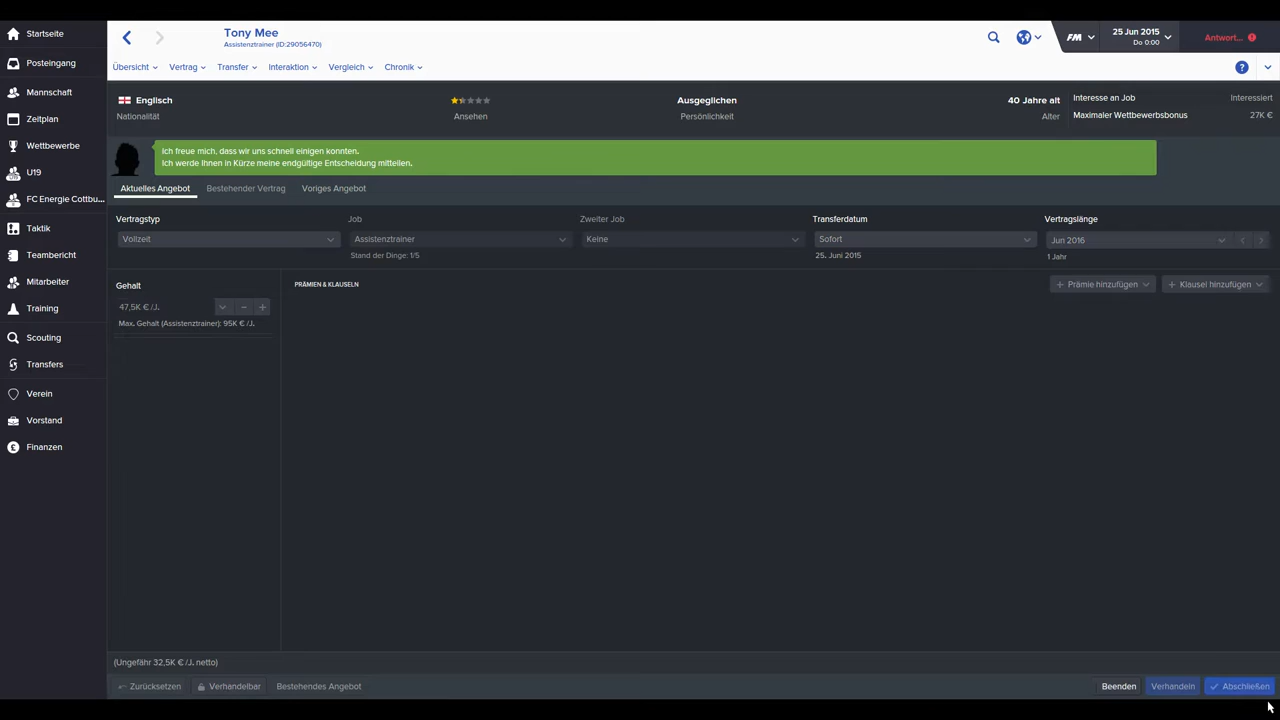 Startseite
Posteingang
Mannschaft
Zeitplan
Wettbewerbe
U19
FC Energie Cottbu...
Taktik
Teambericht
Mitarbeiter
Training
Scouting
Transfers
Verein
Vorstand
Finanzen
Tony Mee
Assistenztrainer (ID:29056470)
FM
25 Jun 2015
Do 0:00
Antwort...
Übersicht Vertrag Transfer Interaktion Vergleich Chronik
Englisch
Nationalität
Ansehen
Ausgeglichen
Persönlichkeit
40 Jahre alt
Alter
Interesse an Job Interessiert
Maximaler Wettbewerbsbonus 27K €
Ich freue mich, dass wir uns schnell einigen konnten.
Ich werde Ihnen in Kürze meine endgültige Entscheidung mitteilen.
Aktuelles Angebot Bestehender Vertrag Voriges Angebot
Vertragstyp
Vollzeit
Job
Assistenztrainer
Stand der Dinge: 1/5
Zweiter Job
Keine
Transferdatum
Sofort
25. Juni 2015
Vertragslänge
Jun 2016
1 Jahr
Gehalt
47,5K € /J.
Max. Gehalt (Assistenztrainer): 95K € /J.
PRÄMIEN & KLAUSELN
+ Prämie hinzufügen
+ Klausel hinzufügen
(Ungefähr 32,5K € /J. netto)
Zurücksetzen Verhandelbar Bestehendes Angebot Beenden Verhandeln Abschließen